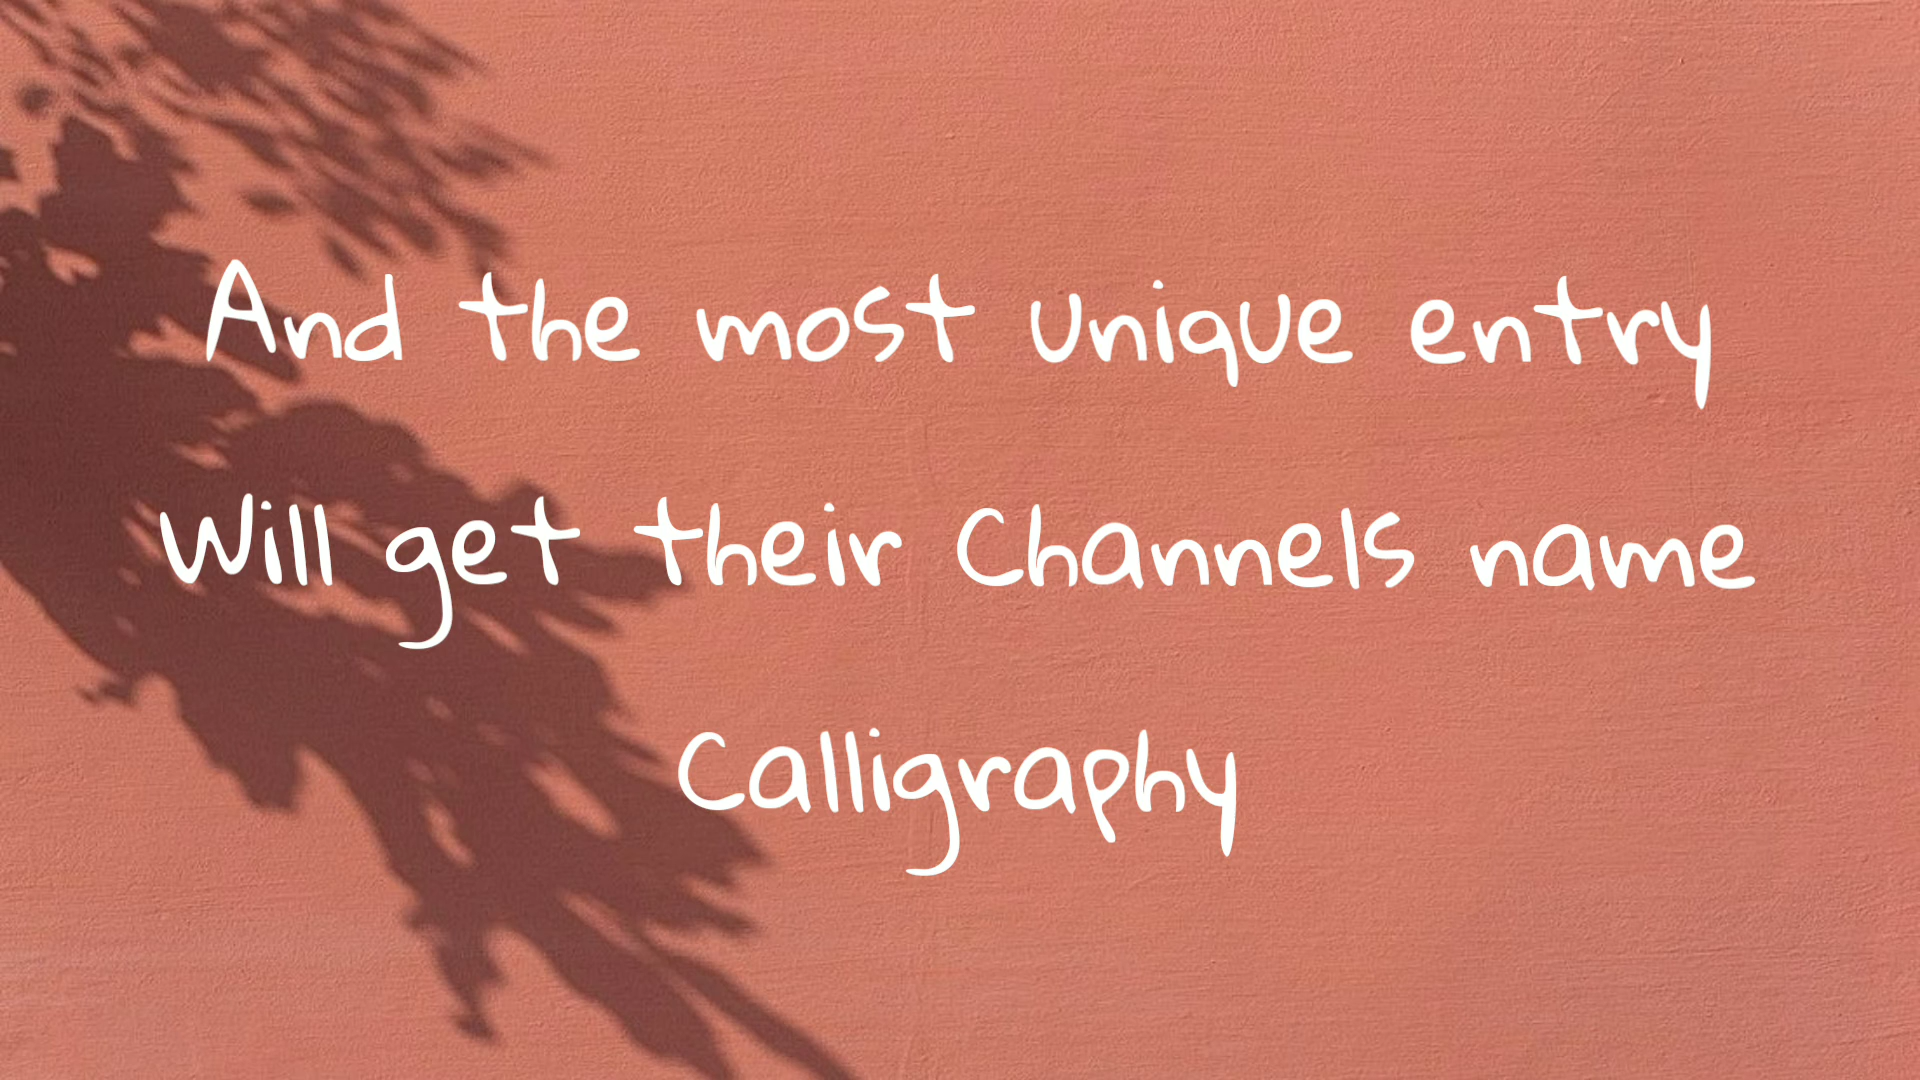 And the most unique entry
Will get their Channels name
Calligraphy